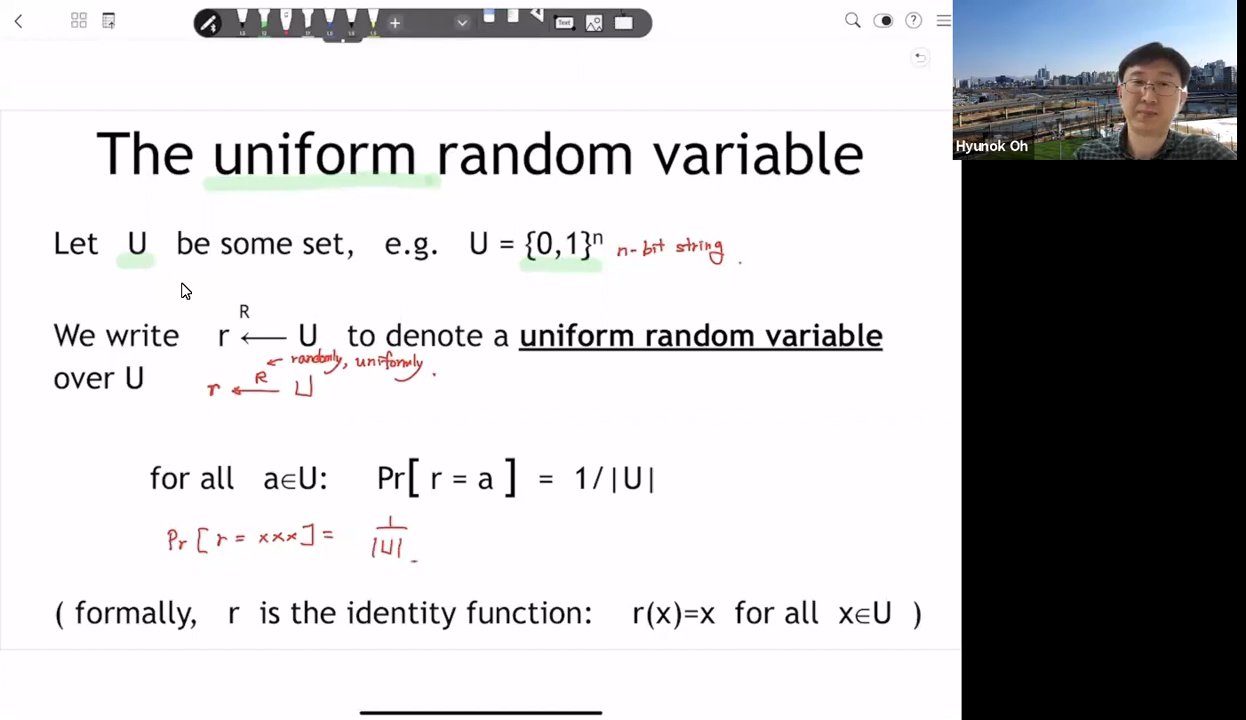 The uniform random variable
Let U be some set, e.g. U = {0,1}ⁿ n-bit string
R
We write r ⟵ U to denote a uniform random variable
← randomly, uniformly.
over U r ⟵ᴿ U
for all a∈U: Pr[ r = a ] = 1/|U|
Pr [ r = xxx ] = 1/|U|
( formally, r is the identity function: r(x)=x for all x∈U )
Hyunok Oh
Text